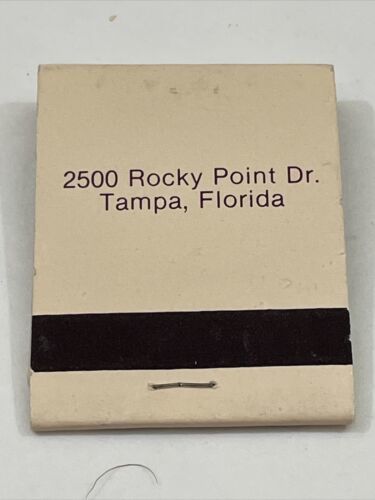 2500 Rocky Point Dr.
Tampa, Florida